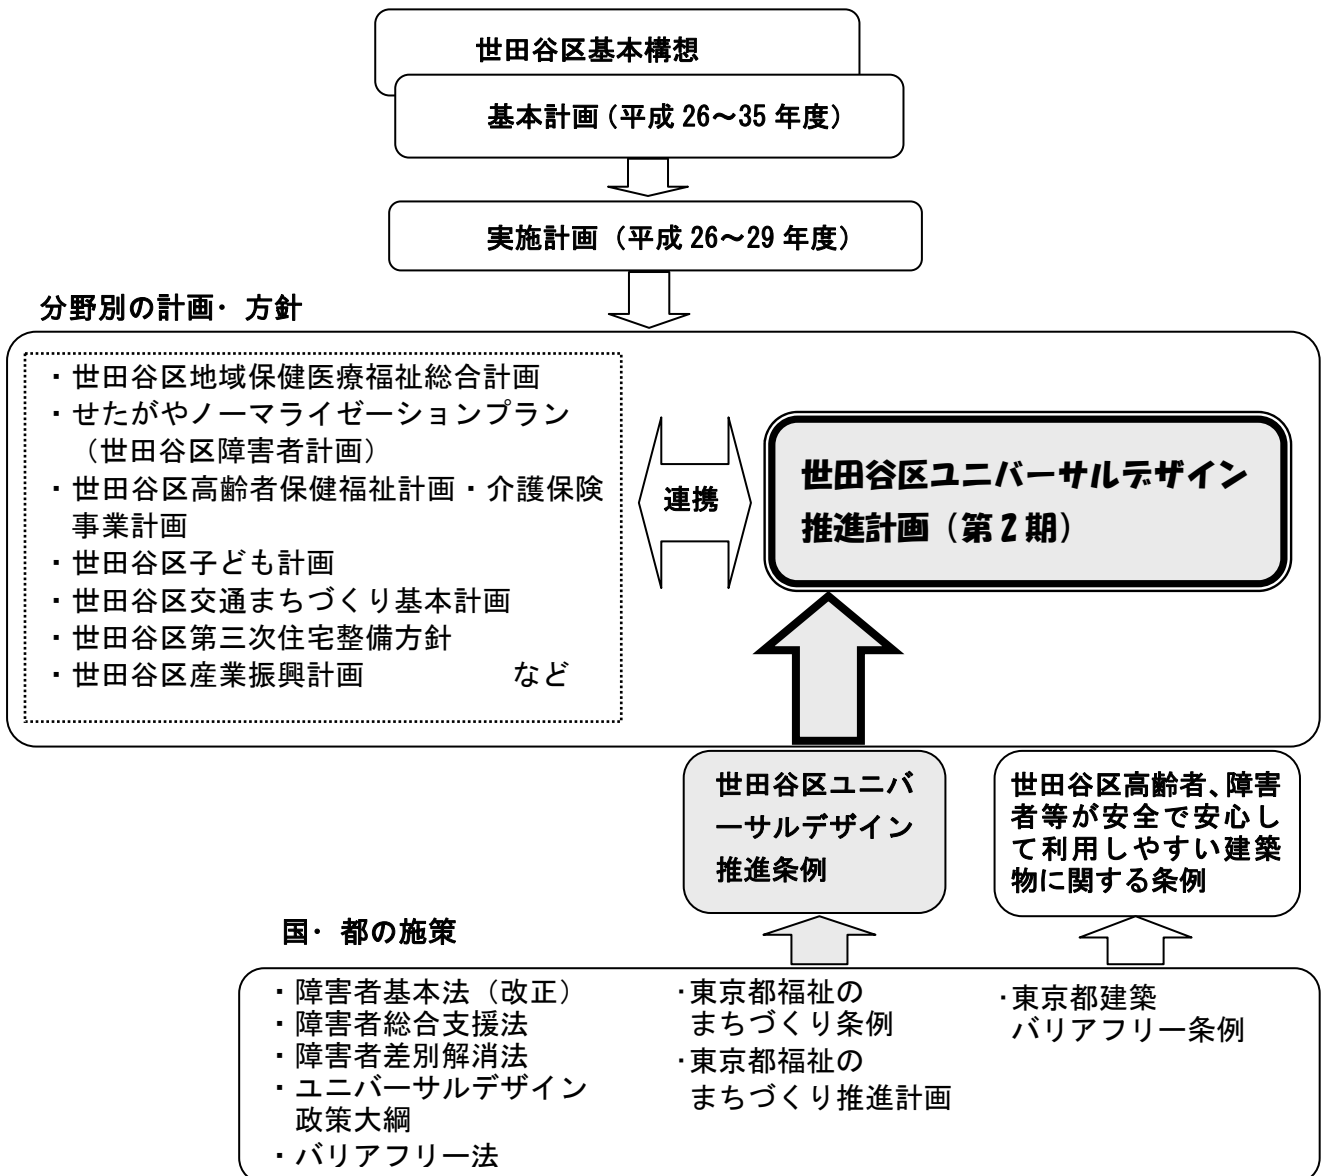 世田谷区基本構想
基本計画（平成 26～35 年度）
実施計画（平成 26～29 年度）
分野別の計画・方針
・世田谷区地域保健医療福祉総合計画
・せたがやノーマライゼーションプラン
（世田谷区障害者計画）
・世田谷区高齢者保健福祉計画・介護保険
事業計画
・世田谷区子ども計画
・世田谷区交通まちづくり基本計画
・世田谷区第三次住宅整備方針
・世田谷区産業振興計画　　　　　など
連携
世田谷区ユニバーサルデザイン
推進計画（第２期）
世田谷区ユニバ
ーサルデザイン
推進条例
世田谷区高齢者、障害
者等が安全で安心し
て利用しやすい建築
物に関する条例
国・都の施策
・障害者基本法（改正）
・障害者総合支援法
・障害者差別解消法
・ユニバーサルデザイン
政策大綱
・バリアフリー法
・東京都福祉の
まちづくり条例
・東京都福祉の
まちづくり推進計画
・東京都建築
バリアフリー条例